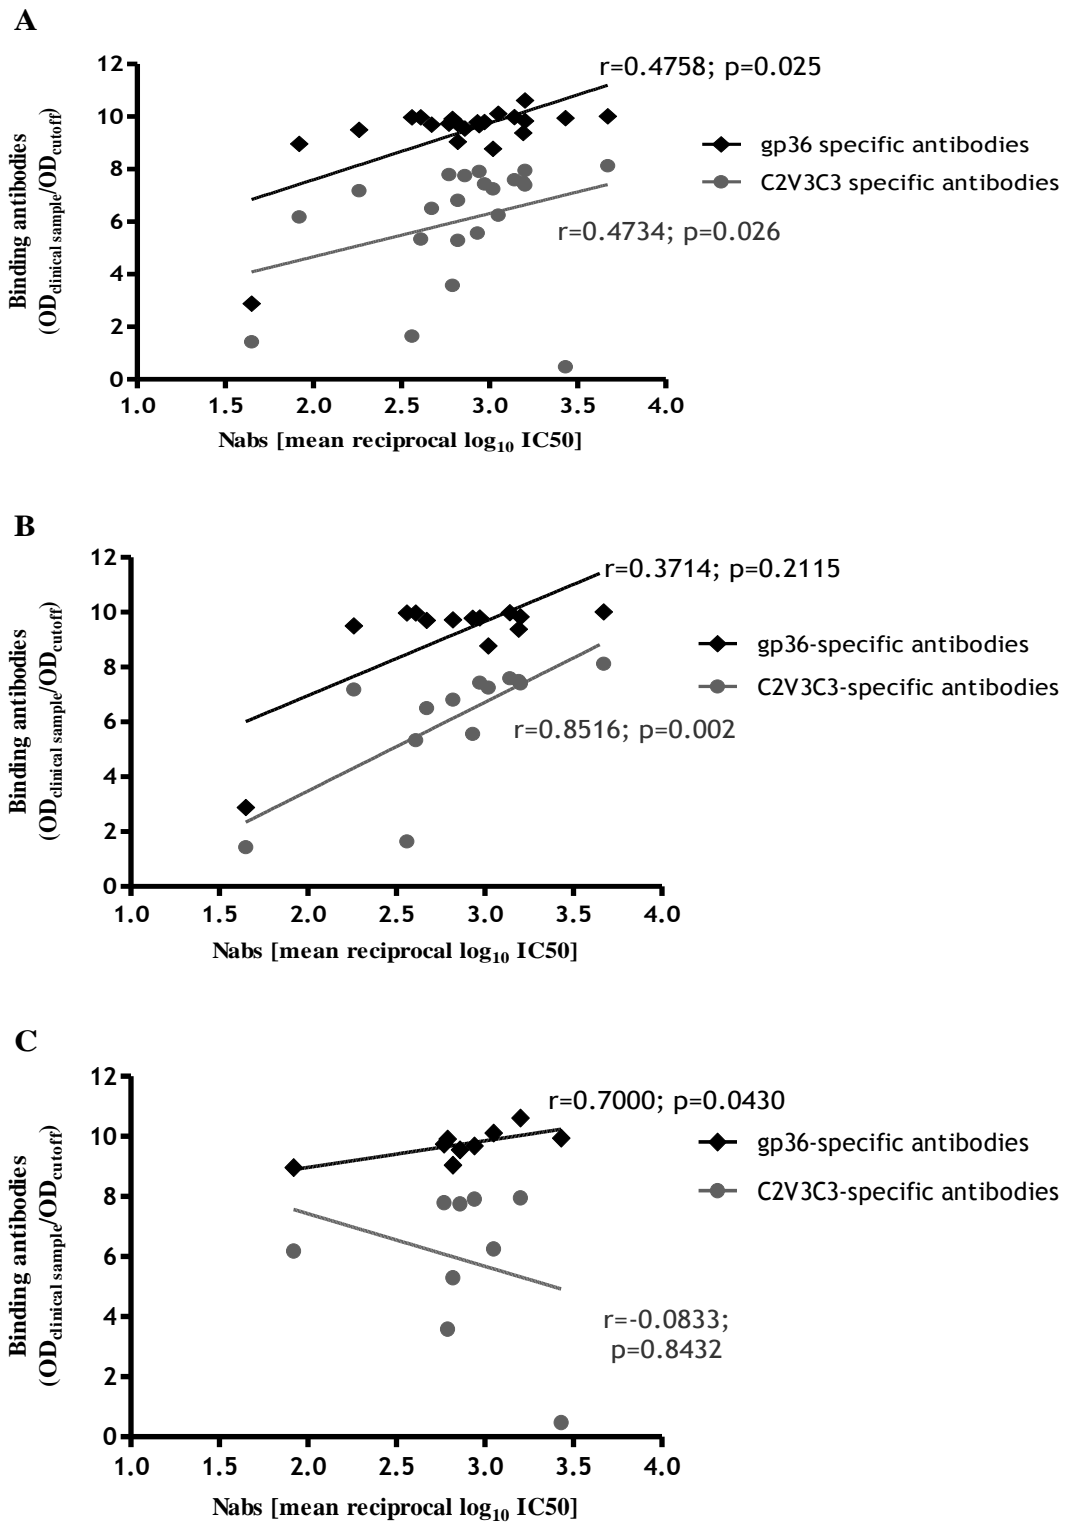 A
12
10
8
6
4
2
0
Binding antibodies
(ODclinical sample/ODcutoff)
r=0.4758; p=0.025
r=0.4734; p=0.026
gp36 specific antibodies
C2V3C3 specific antibodies
1.0 1.5 2.0 2.5 3.0 3.5 4.0
Nabs [mean reciprocal log10 IC50]
B
12
10
8
6
4
2
0
Binding antibodies
(ODclinical sample/ODcutoff)
r=0.3714; p=0.2115
r=0.8516; p=0.002
gp36-specific antibodies
C2V3C3-specific antibodies
1.0 1.5 2.0 2.5 3.0 3.5 4.0
Nabs [mean reciprocal log10 IC50]
C
12
10
8
6
4
2
0
Binding antibodies
(ODclinical sample/ODcutoff)
r=0.7000; p=0.0430
gp36-specific antibodies
C2V3C3-specific antibodies
r=-0.0833;
p=0.8432
1.0 1.5 2.0 2.5 3.0 3.5 4.0
Nabs [mean reciprocal log10 IC50]